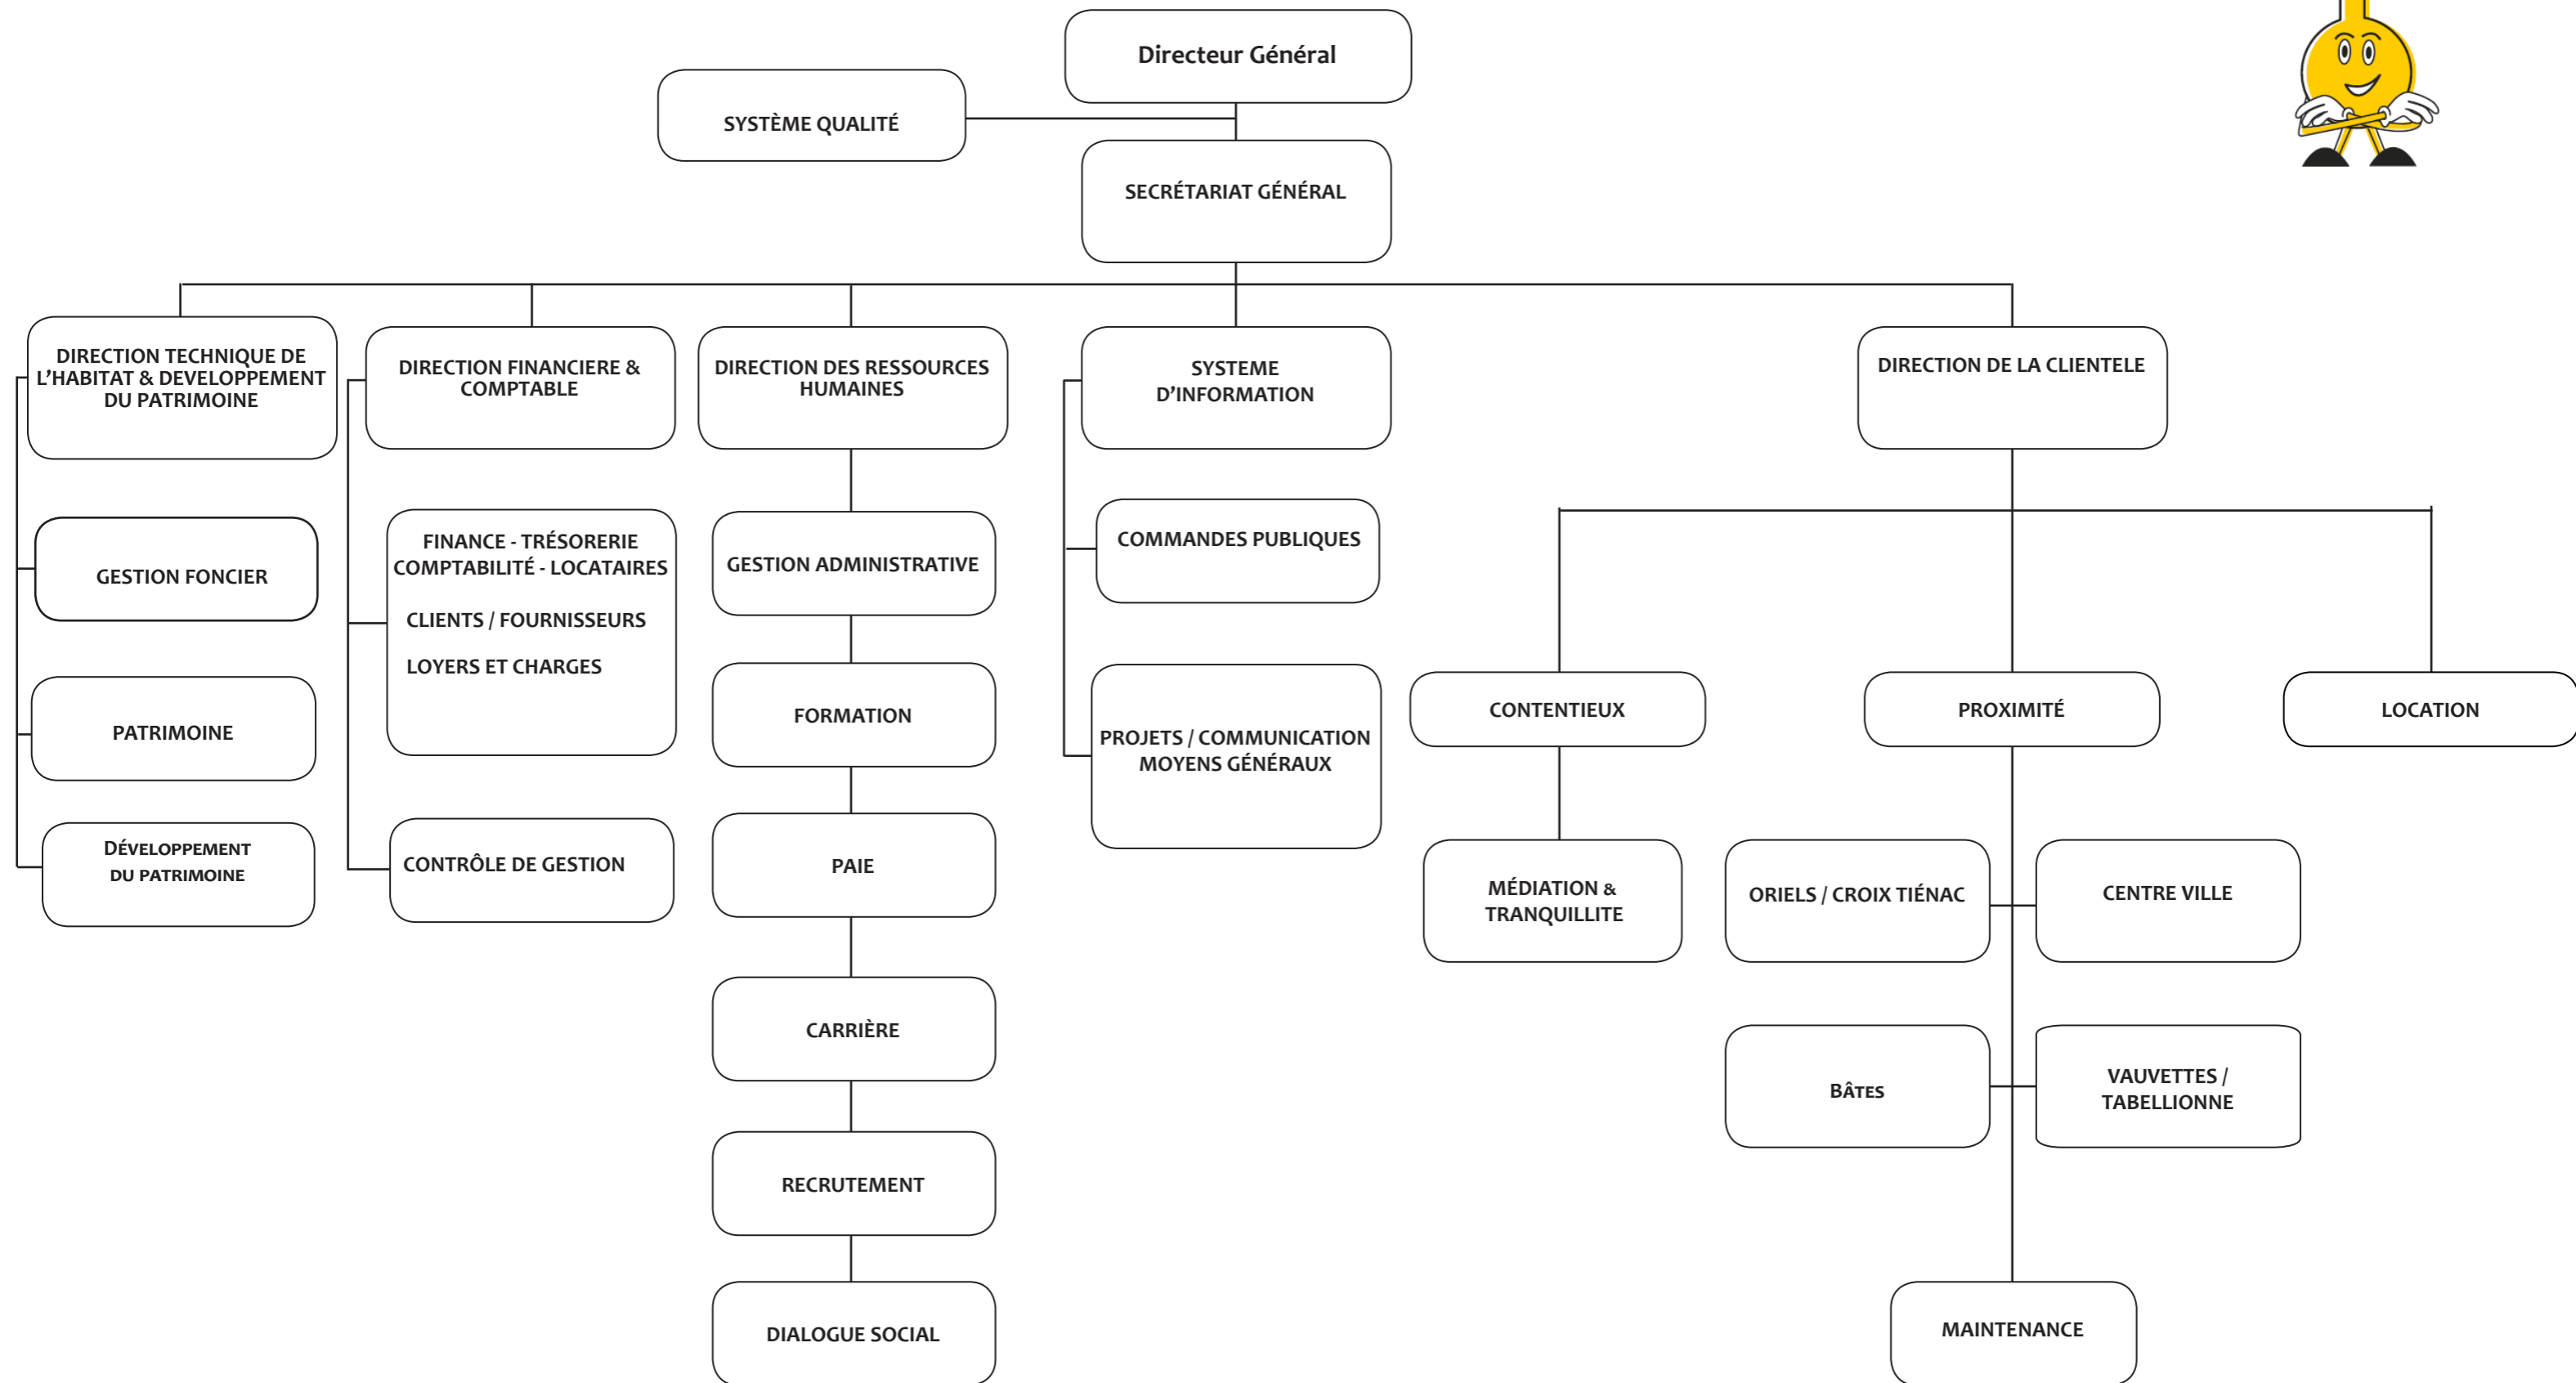 Directeur Général
SYSTÈME QUALITÉ
SECRÉTARIAT GÉNÉRAL
DIRECTION TECHNIQUE DE
L'HABITAT & DEVELOPPEMENT
DU PATRIMOINE
DIRECTION FINANCIERE &
COMPTABLE
DIRECTION DES RESSOURCES
HUMAINES
SYSTEME
D'INFORMATION
DIRECTION DE LA CLIENTELE
GESTION FONCIER
PATRIMOINE
DÉVELOPPEMENT
DU PATRIMOINE
FINANCE - TRÉSORERIE
COMPTABILITÉ - LOCATAIRES
CLIENTS / FOURNISSEURS
LOYERS ET CHARGES
CONTRÔLE DE GESTION
GESTION ADMINISTRATIVE
FORMATION
PAIE
CARRIÈRE
RECRUTEMENT
DIALOGUE SOCIAL
COMMANDES PUBLIQUES
PROJETS / COMMUNICATION
MOYENS GÉNÉRAUX
CONTENTIEUX
PROXIMITÉ
LOCATION
MÉDIATION &
TRANQUILLITE
ORIELS / CROIX TIÉNAC
CENTRE VILLE
BÂTES
VAUVETTES /
TABELLIONNE
MAINTENANCE